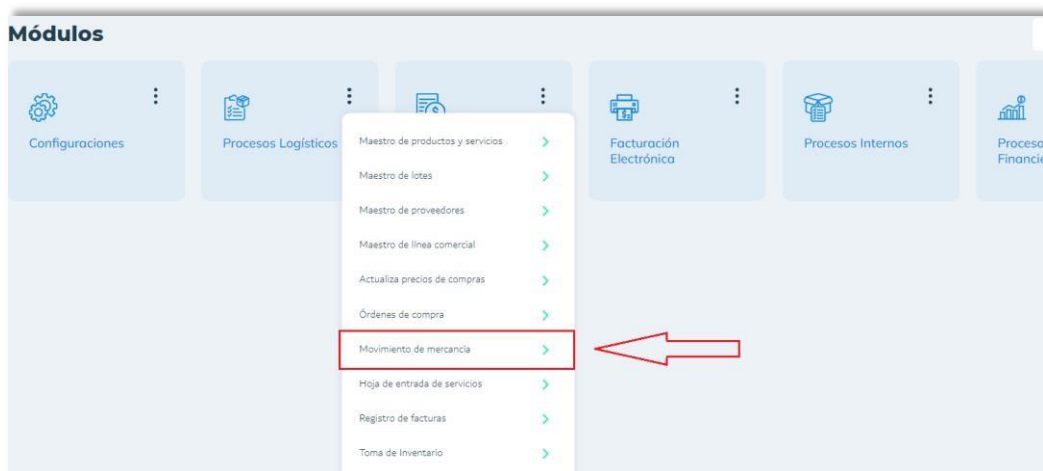 Módulos
Configuraciones
Procesos Logísticos
Maestro de productos y servicios
Maestro de lotes
Maestro de proveedores
Maestro de línea comercial
Actualiza precios de compras
Órdenes de compra
Movimiento de mercancía
Hoja de entrada de servicios
Registro de facturas
Toma de Inventario
Facturación
Electrónica
Procesos Internos
Proceso
Financie